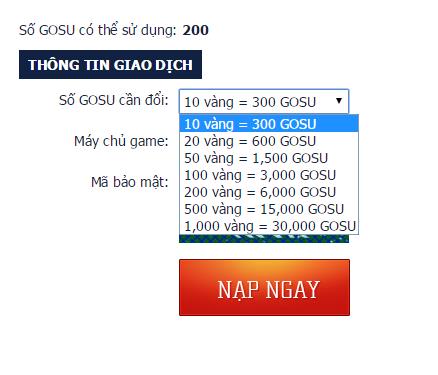 Số GOSU có thể sử dụng: 200
THÔNG TIN GIAO DỊCH
Số GOSU cần đổi: 10 vàng = 300 GOSU
10 vàng = 300 GOSU
Máy chủ game: 20 vàng = 600 GOSU
50 vàng = 1,500 GOSU
100 vàng = 3,000 GOSU
Mã bảo mật: 200 vàng = 6,000 GOSU
500 vàng = 15,000 GOSU
1,000 vàng = 30,000 GOSU
NẠP NGAY